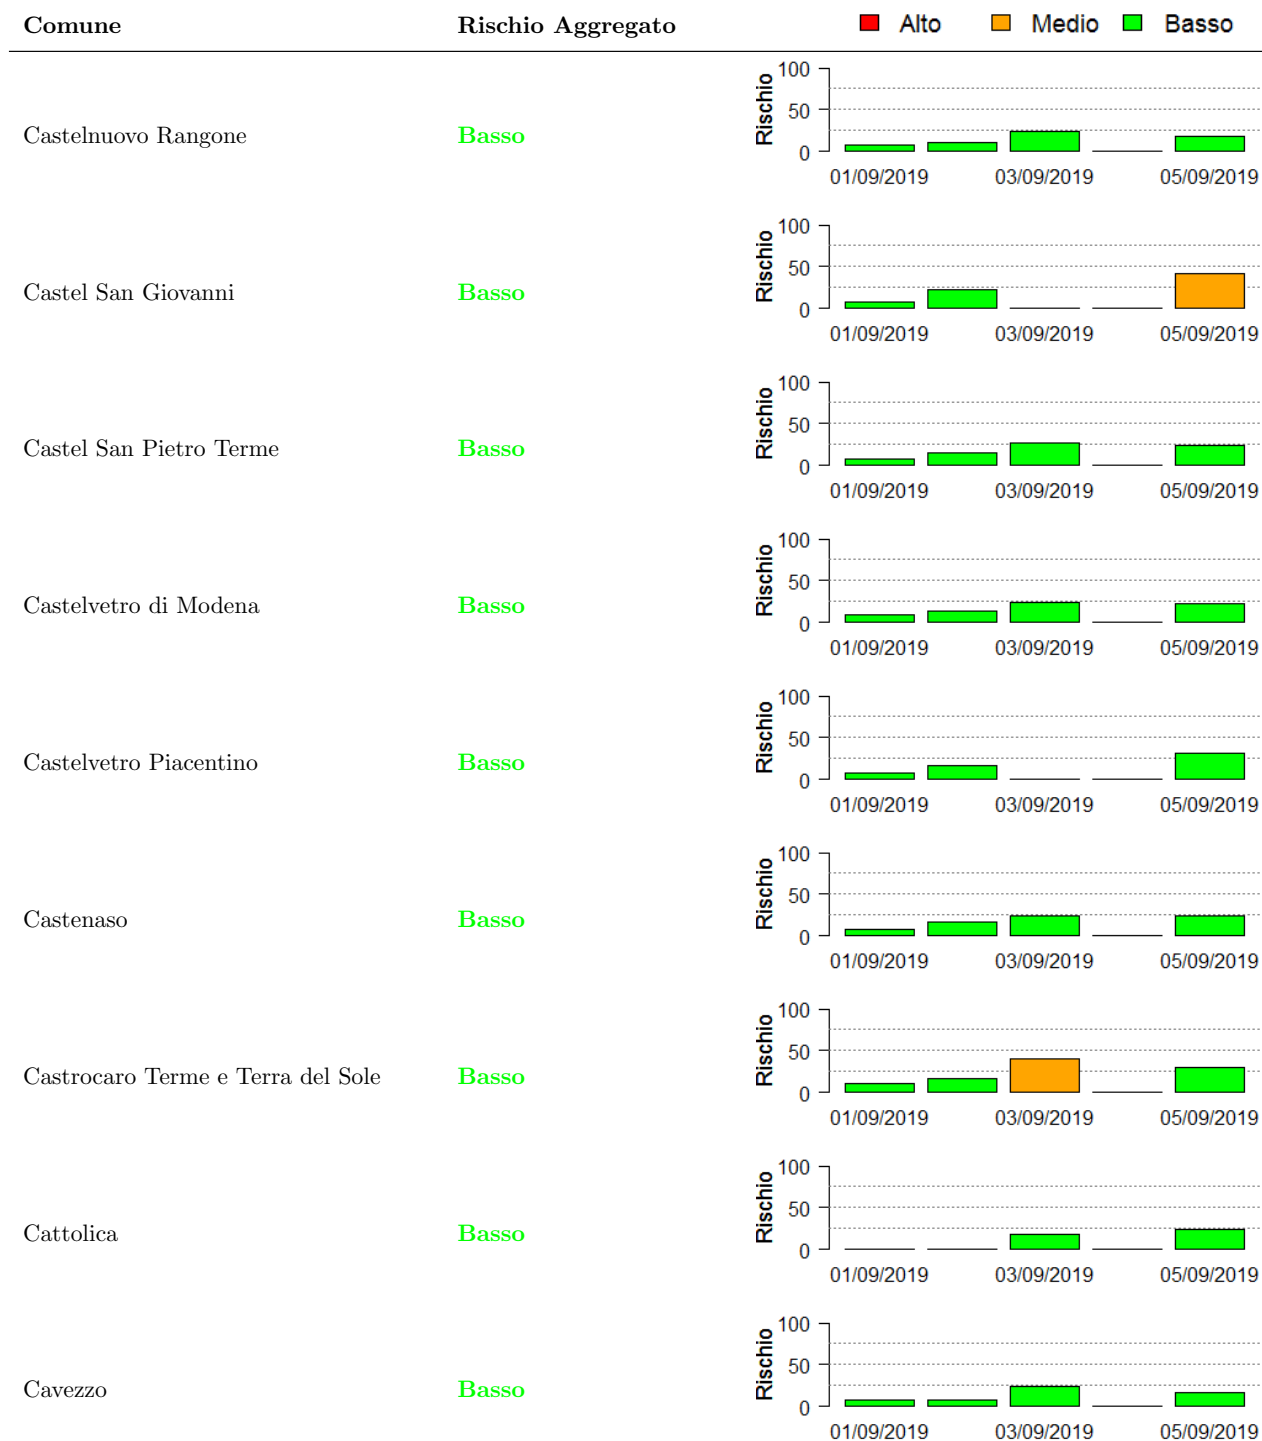 Comune Rischio Aggregato Alto Medio Basso
100
50
0
Rischio
Castelnuovo Rangone Basso
01/09/2019 03/09/2019 05/09/2019
100
50
0
Rischio
Castel San Giovanni Basso
01/09/2019 03/09/2019 05/09/2019
100
50
0
Rischio
Castel San Pietro Terme Basso
01/09/2019 03/09/2019 05/09/2019
100
50
0
Rischio
Castelvetro di Modena Basso
01/09/2019 03/09/2019 05/09/2019
100
50
0
Rischio
Castelvetro Piacentino Basso
01/09/2019 03/09/2019 05/09/2019
100
50
0
Rischio
Castenaso Basso
01/09/2019 03/09/2019 05/09/2019
100
50
0
Rischio
Castrocaro Terme e Terra del Sole Basso
01/09/2019 03/09/2019 05/09/2019
100
50
0
Rischio
Cattolica Basso
01/09/2019 03/09/2019 05/09/2019
100
50
0
Rischio
Cavezzo Basso
01/09/2019 03/09/2019 05/09/2019